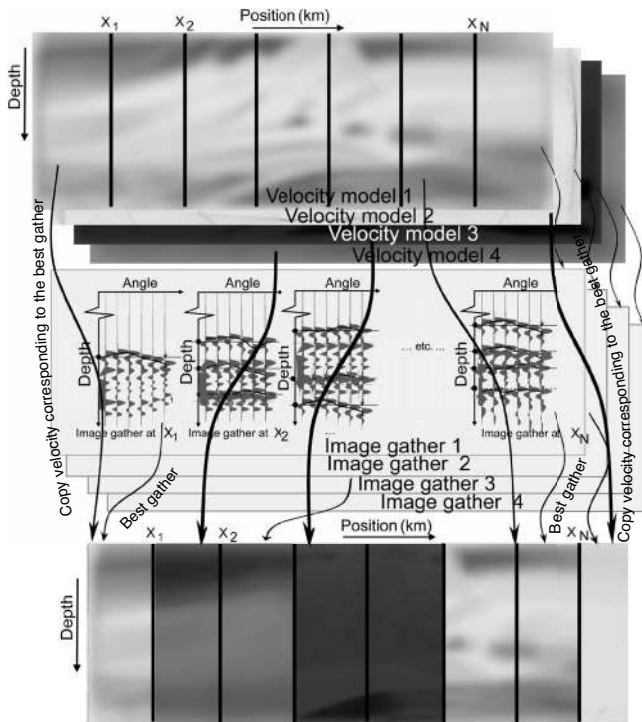 Position (km)
X1 X2 XN
Depth
Velocity model 1
Velocity model 2
Velocity model 3
Velocity model 4
Copy velocity corresponding to the best gather
Copy velocity corresponding to the best gather
Angle Angle Angle Angle
Depth Depth Depth Depth
... etc. ...
Image gather at X1 Image gather at X2 ... Image gather at XN
Image gather 1
Image gather 2
Image gather 3
Image gather 4
Best gather
Best gather
X1 X2 Position (km) XN
Depth